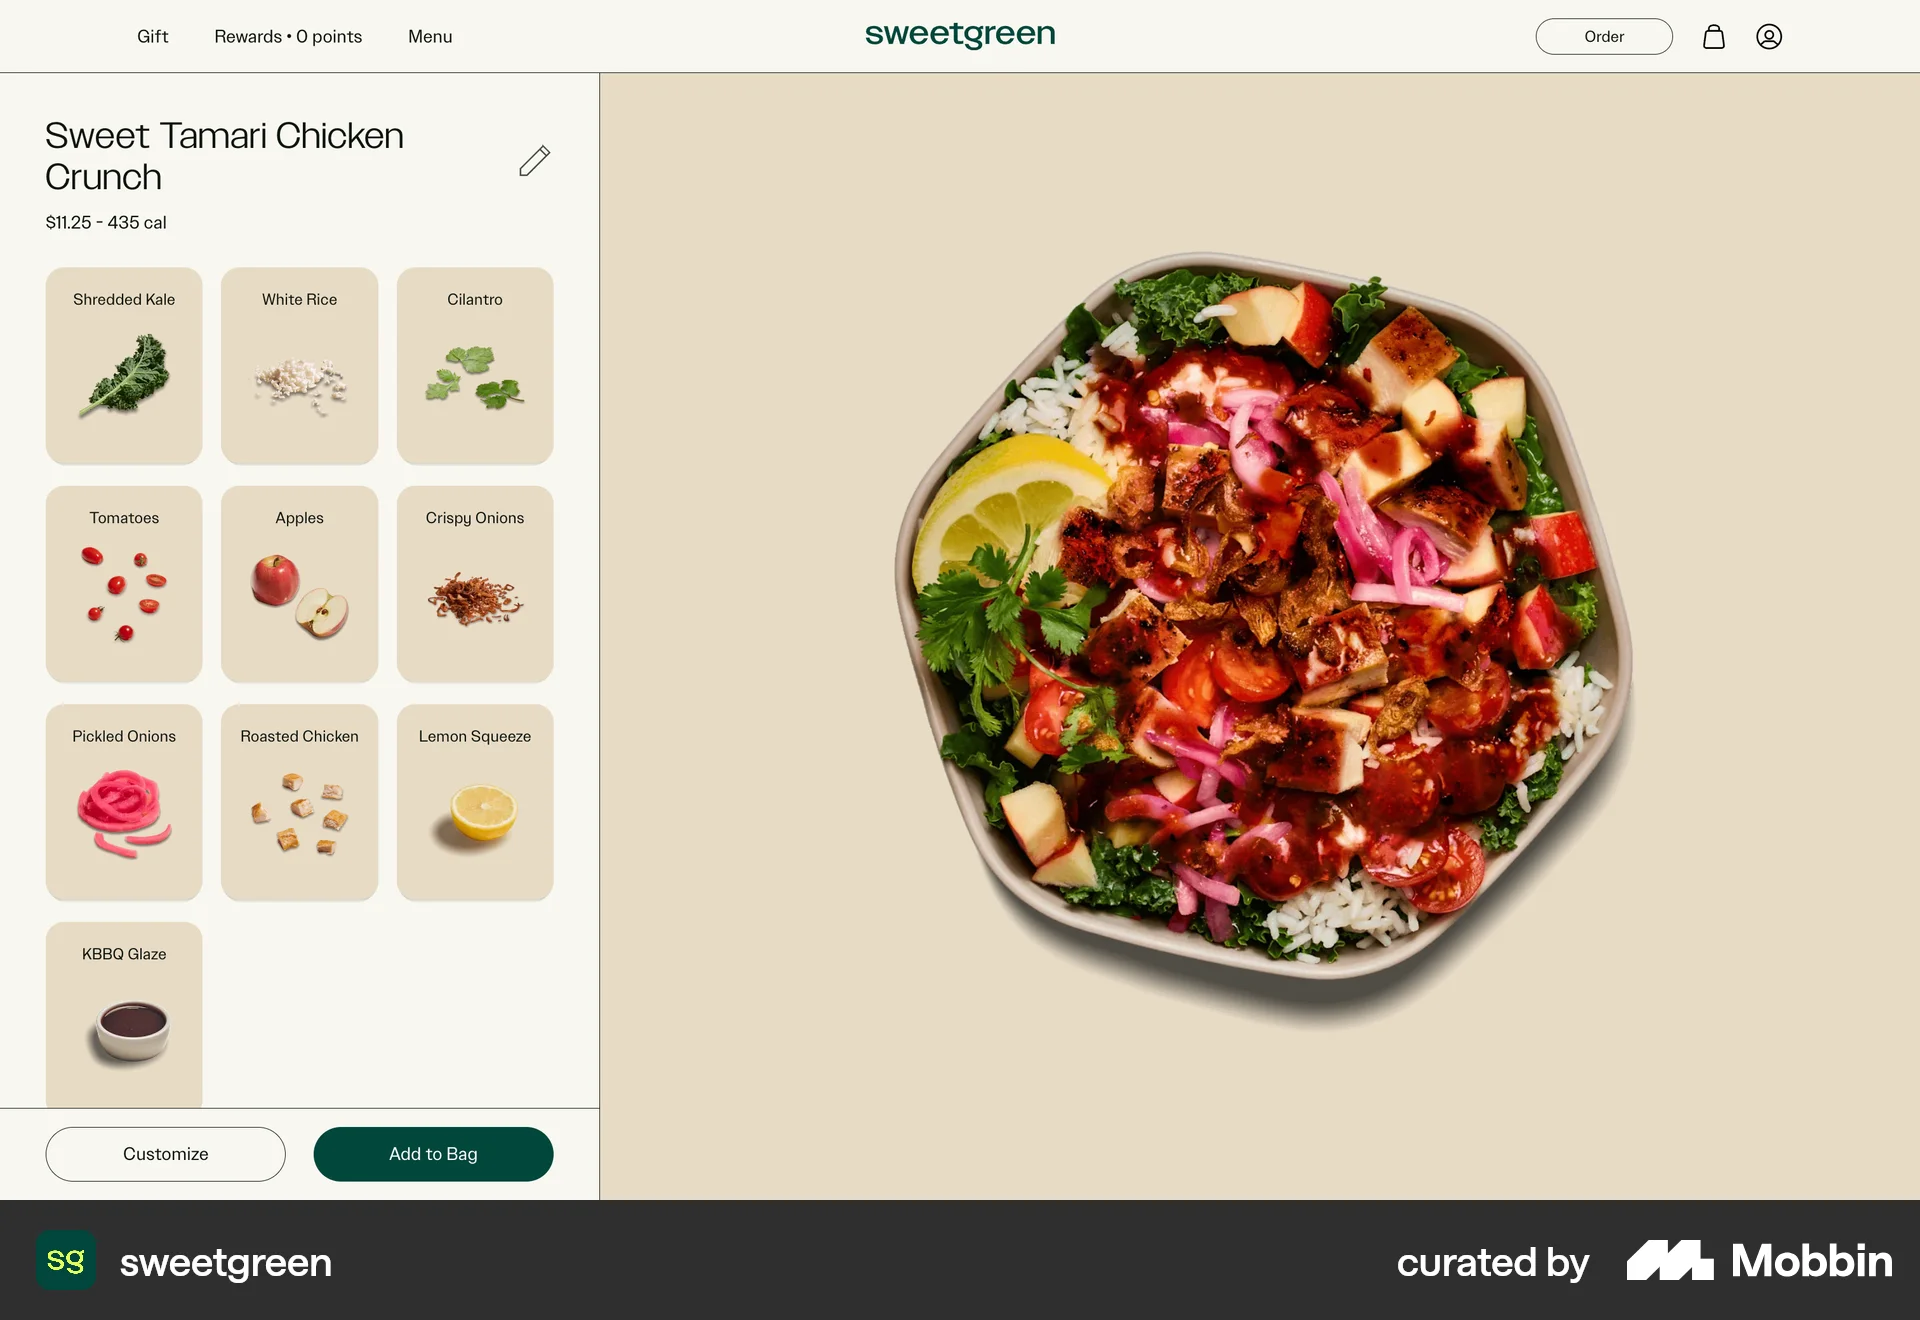 Gift
Rewards • 0 points
Menu
sweetgreen
Order
Sweet Tamari Chicken
Crunch
$11.25 - 435 cal
Shredded Kale
White Rice
Cilantro
Tomatoes
Apples
Crispy Onions
Pickled Onions
Roasted Chicken
Lemon Squeeze
KBBQ Glaze
Customize
Add to Bag
sg
sweetgreen
curated by
Mobbin